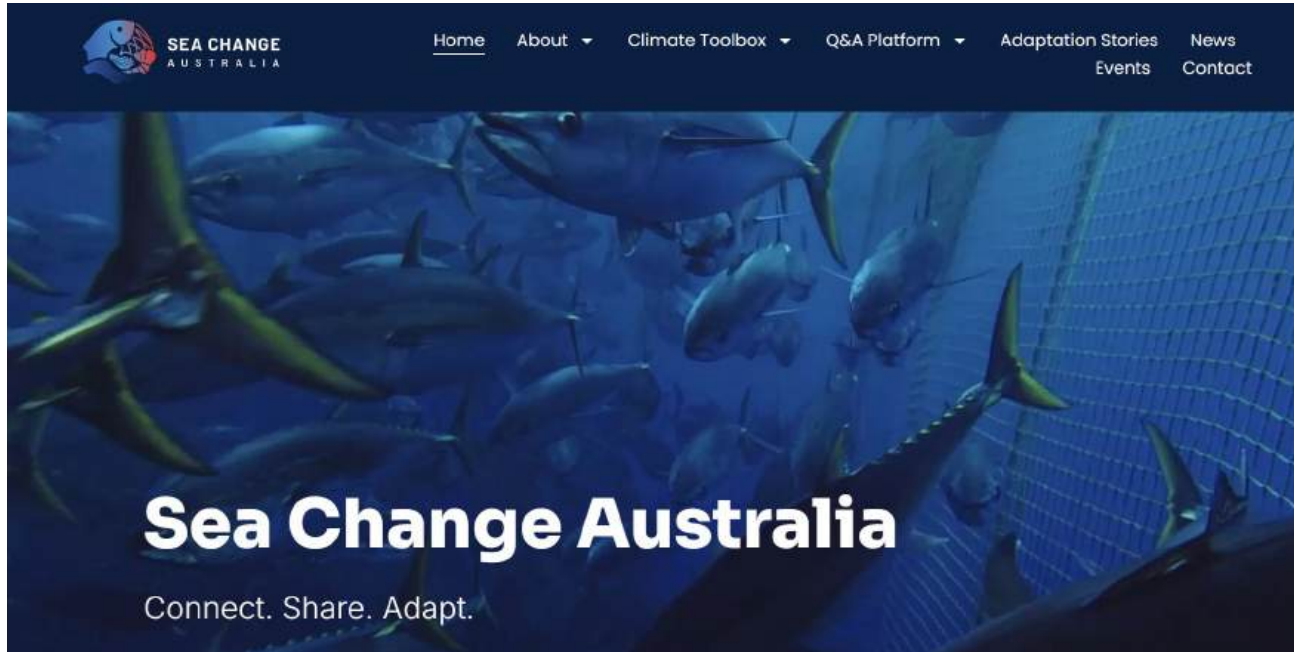 SEA CHANGE
AUSTRALIA
Home About Climate Toolbox Q&A Platform Adaptation Stories News
Events Contact
Sea Change Australia
Connect. Share. Adapt.